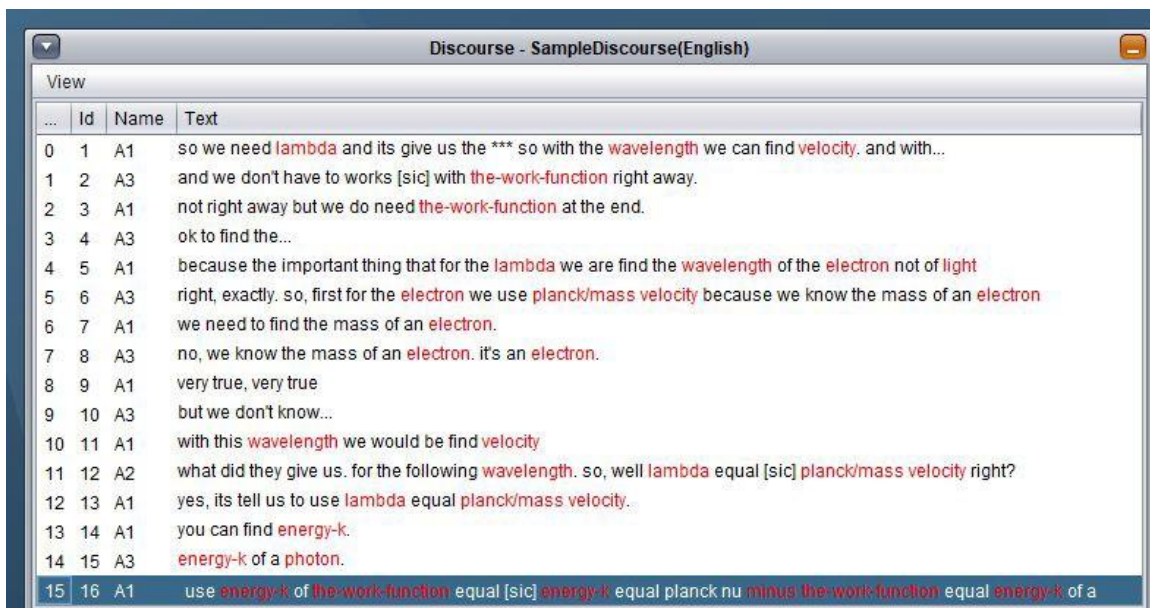 Discourse - SampleDiscourse(English)
View
... Id Name Text
0 1 A1 so we need lambda and its give us the *** so with the wavelength we can find velocity. and with...
1 2 A3 and we don't have to works [sic] with the-work-function right away.
2 3 A1 not right away but we do need the-work-function at the end.
3 4 A3 ok to find the...
4 5 A1 because the important thing that for the lambda we are find the wavelength of the electron not of light
5 6 A3 right, exactly. so, first for the electron we use planck/mass velocity because we know the mass of an electron
6 7 A1 we need to find the mass of an electron.
7 8 A3 no, we know the mass of an electron. it's an electron.
8 9 A1 very true, very true
9 10 A3 but we don't know...
10 11 A1 with this wavelength we would be find velocity
11 12 A2 what did they give us. for the following wavelength. so, well lambda equal [sic] planck/mass velocity right?
12 13 A1 yes, its tell us to use lambda equal planck/mass velocity.
13 14 A1 you can find energy-k.
14 15 A3 energy-k of a photon.
15 16 A1 use energy-k of the-work-function equal [sic] energy-k equal planck nu minus the-work-function equal energy-k of a